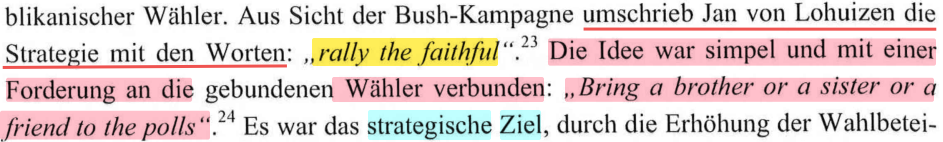 blikanischer Wähler. Aus Sicht der Bush-Kampagne umschrieb Jan von Lohuizen die
Strategie mit den Worten: „rally the faithful“.23 Die Idee war simpel und mit einer
Forderung an die gebundenen Wähler verbunden: „Bring a brother or a sister or a
friend to the polls“.24 Es war das strategische Ziel, durch die Erhöhung der Wahlbetei-